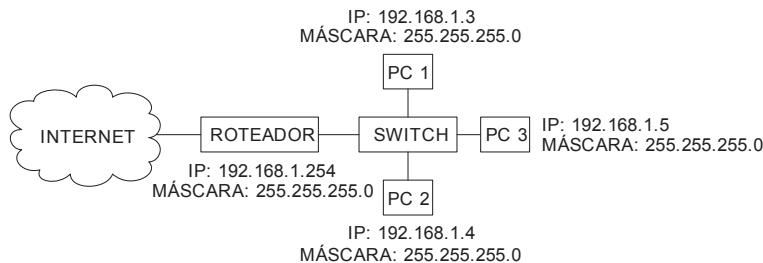 IP: 192.168.1.3
MÁSCARA: 255.255.255.0
PC 1
INTERNET
ROTEADOR
SWITCH
PC 3
IP: 192.168.1.5
MÁSCARA: 255.255.255.0
IP: 192.168.1.254
MÁSCARA: 255.255.255.0
PC 2
IP: 192.168.1.4
MÁSCARA: 255.255.255.0